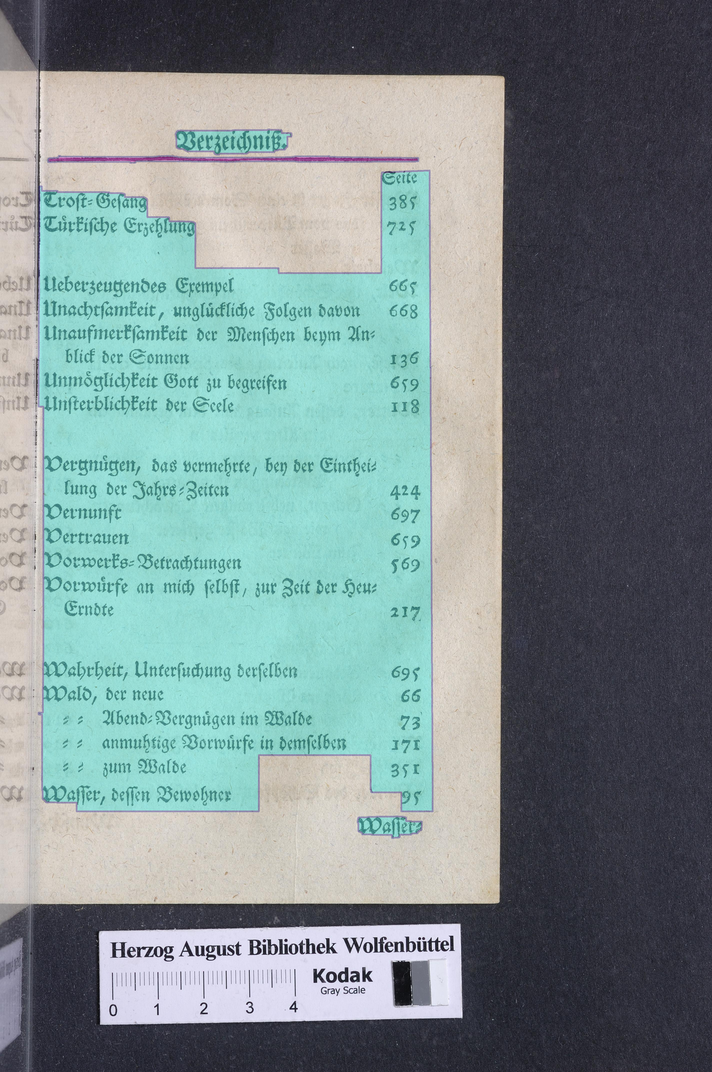 Verzeichniß.
Seite
Trost-Gesang 385
Türkische Erzehlung 725
Ueberzeugendes Exempel 665
Unachtsamkeit, unglückliche Folgen davon 668
Unaufmerksamkeit der Menschen beym An-
blick der Sonnen 136
Unmöglichkeit Gott zu begreifen 659
Unsterblichkeit der Seele 118
Vergnügen, das vermehrte, bey der Einthei-
lung der Jahrs-Zeiten 424
Vernunft 697
Vertrauen 659
Vorwerks-Betrachtungen 569
Vorwürfe an mich selbst, zur Zeit der Heu-
Erndte 217
Wahrheit, Untersuchung derselben 695
Wald, der neue 66
- - Abend-Vergnügen im Walde 73
- - anmuhtige Vorwürfe in demselben 171
- - zum Walde 351
Wasser, dessen Bewohner 95
Wasser-
Herzog August Bibliothek Wolfenbüttel
Kodak
Gray Scale
0 1 2 3 4